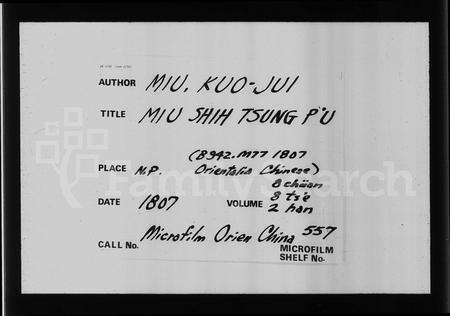 AUTHOR MIU, KUO-JUI
TITLE MIU SHIH TSUNG P'U
(B342.M77 1807
PLACE N.P. Orientalia Chinese)
8 chüan
DATE 1807 VOLUME 8 ts'e
2 han
CALL No. Microfilm Orien China 557
MICROFILM
SHELF No.
FamilySearch